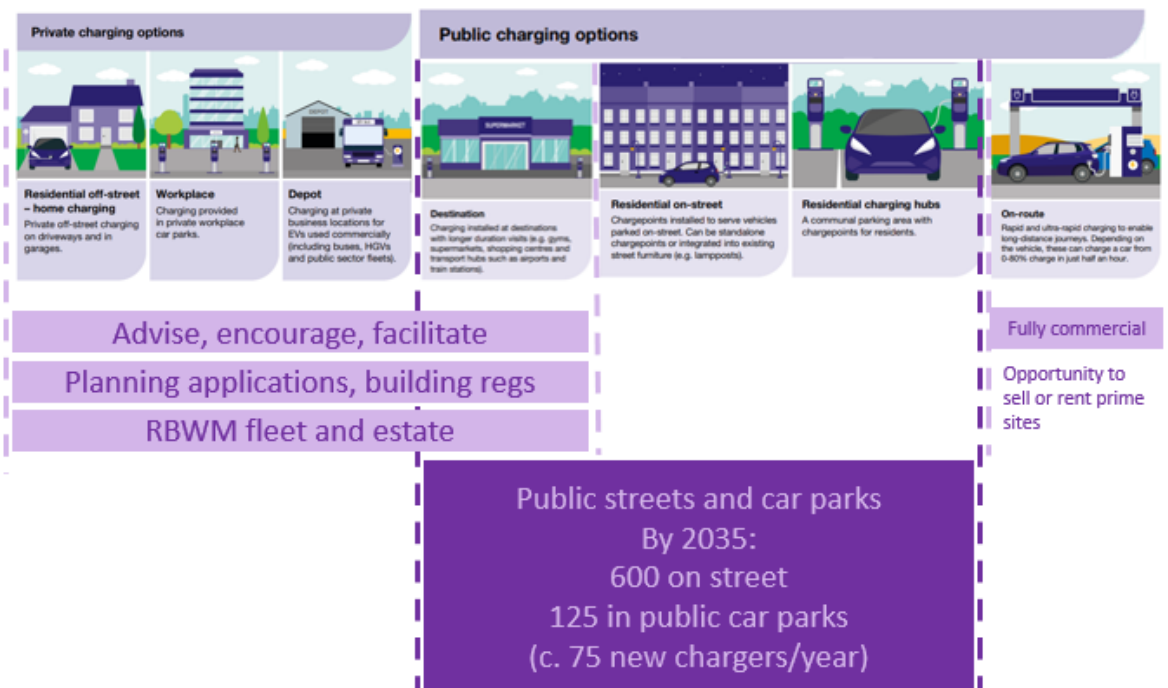 Private charging options
Public charging options
DEPOT
SUPERMARKET
Residential off-street
– home charging
Private off-street charging
on driveways and in
garages.
Workplace
Charging provided
in private workplace
car parks.
Depot
Charging at private
business locations for
EVs used commercially
(including buses, HGVs
and public sector fleets).
Destination
Charging installed at destinations
with longer duration visits (e.g. gyms,
supermarkets, shopping centres and
transport hubs such as airports and
train stations).
Residential on-street
Chargepoints installed to serve vehicles
parked on-street. Can be standalone
chargepoints or integrated into existing
street furniture (e.g. lampposts).
Residential charging hubs
A communal parking area with
chargepoints for residents.
On-route
Rapid and ultra-rapid charging to enable
long-distance journeys. Depending on
the vehicle, these can charge a car from
0-80% charge in just half an hour.
Advise, encourage, facilitate
Planning applications, building regs
RBWM fleet and estate
Fully commercial
Opportunity to
sell or rent prime
sites
Public streets and car parks
By 2035:
600 on street
125 in public car parks
(c. 75 new chargers/year)